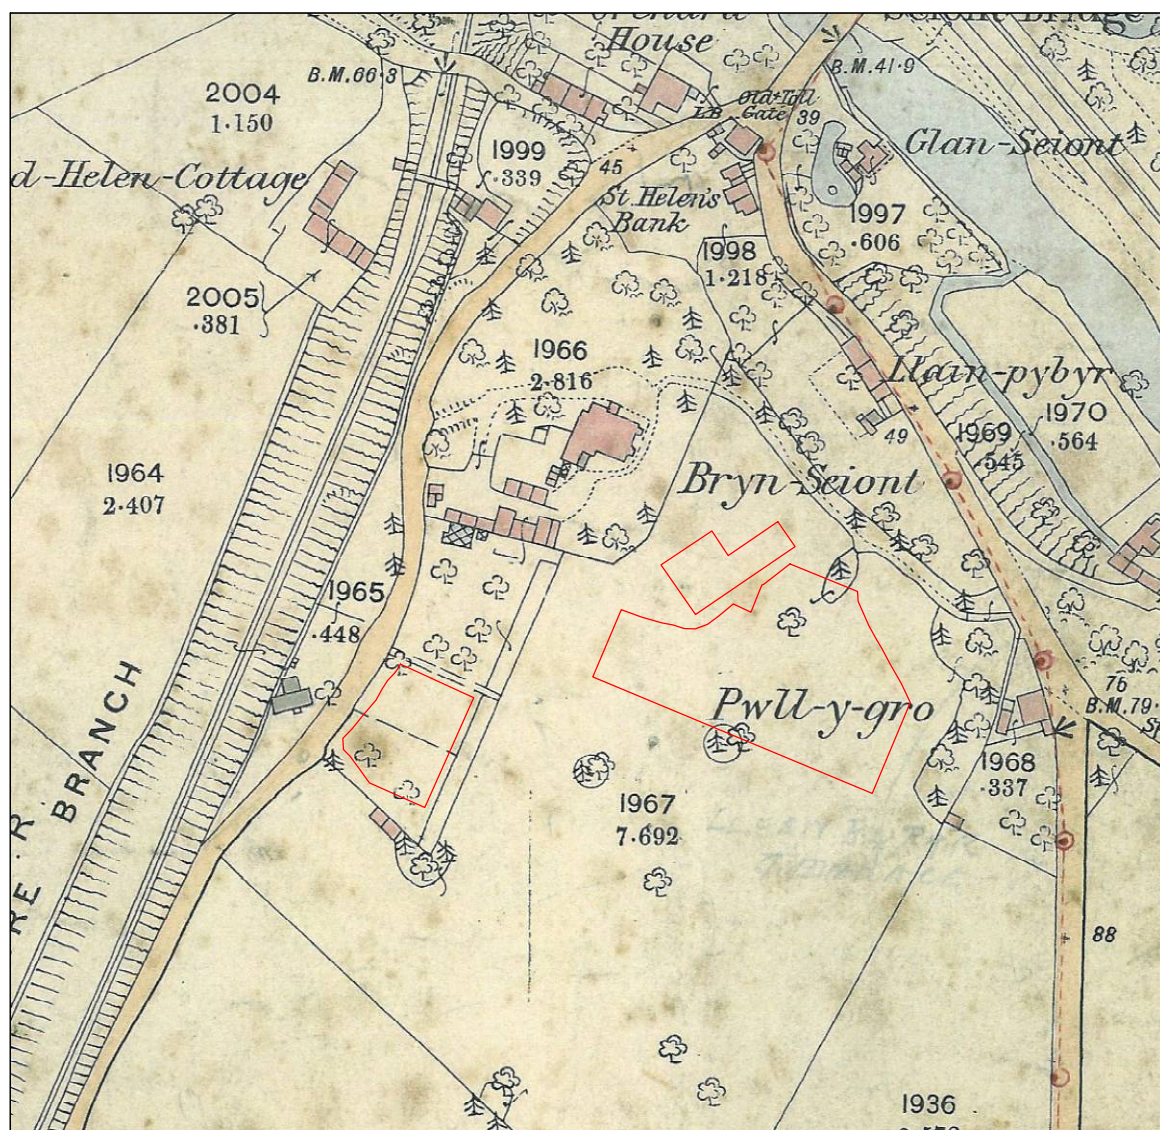 House
B.M.66·3
B.M.41·9
2004
1·150
Old Toll
Gate
L.B
39
Glan-Seiont
1999
·339
45
d-Helen-Cottage
St Helen's
Bank
1997
·606
1998
1·218
2005
·381
1966
2·816
Llain-pybyr
1970
·564
49
1969
·545
1964
2·407
Bryn-Seiont
1965
·448
76
B.M.79·
BRANCH
Pwll-y-gro
1968
·337
1967
7·692
RE R
88
1936